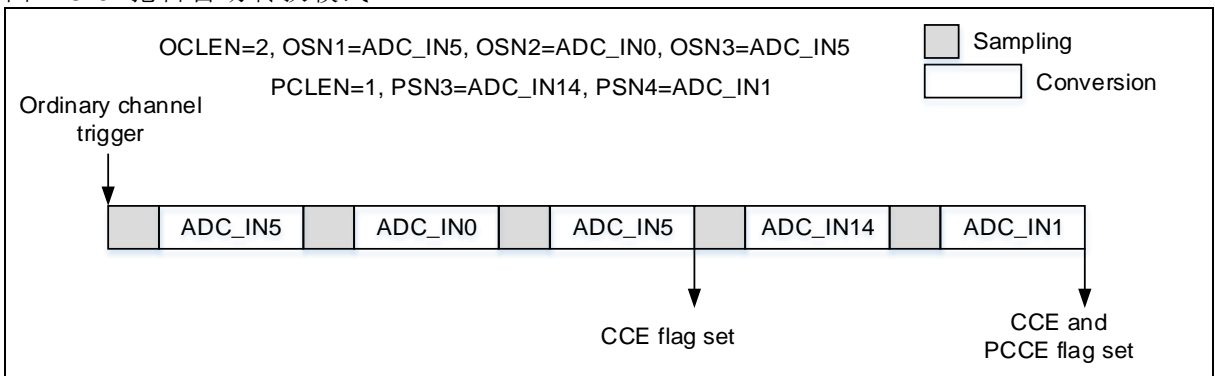 OCLEN=2, OSN1=ADC_IN5, OSN2=ADC_IN0, OSN3=ADC_IN5
PCLEN=1, PSN3=ADC_IN14, PSN4=ADC_IN1
Sampling
Conversion
Ordinary channel
trigger
ADC_IN5
ADC_IN0
ADC_IN5
ADC_IN14
ADC_IN1
CCE flag set
CCE and
PCCE flag set